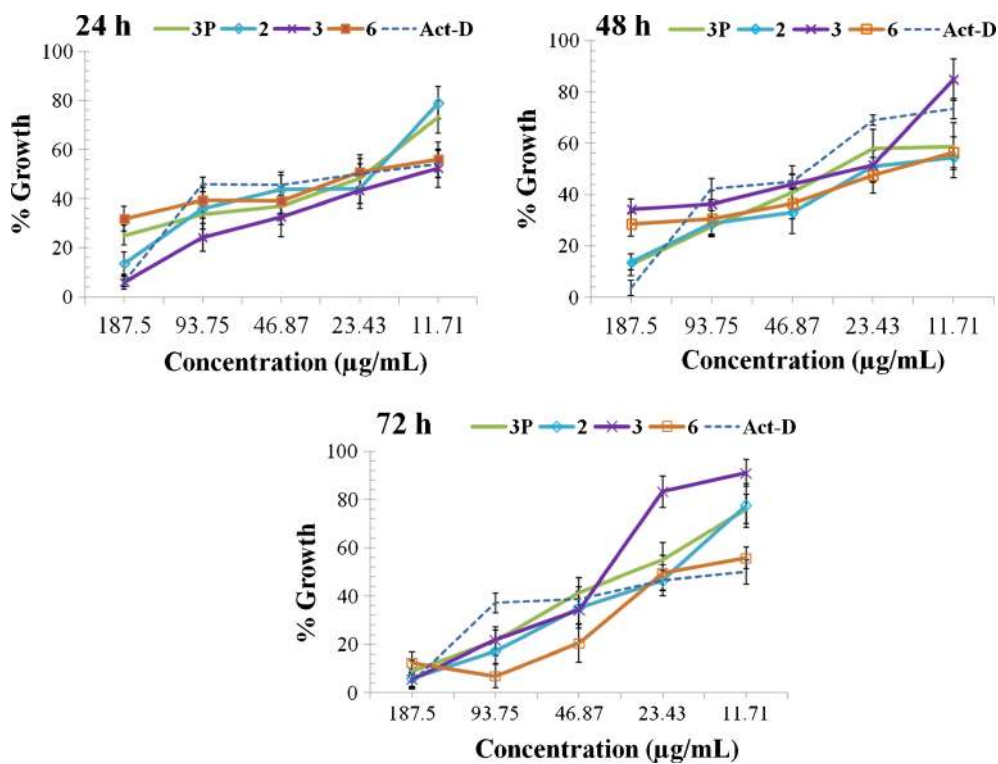 24 h
3P 2 3 6 Act-D
100
80
60
40
20
0
% Growth
187.5 93.75 46.87 23.43 11.71
Concentration (µg/mL)
48 h
3P 2 3 6 Act-D
100
80
60
40
20
0
% Growth
187.5 93.75 46.87 23.43 11.71
Concentration (µg/mL)
72 h
3P 2 3 6 Act-D
100
80
60
40
20
0
% Growth
187.5 93.75 46.87 23.43 11.71
Concentration (µg/mL)